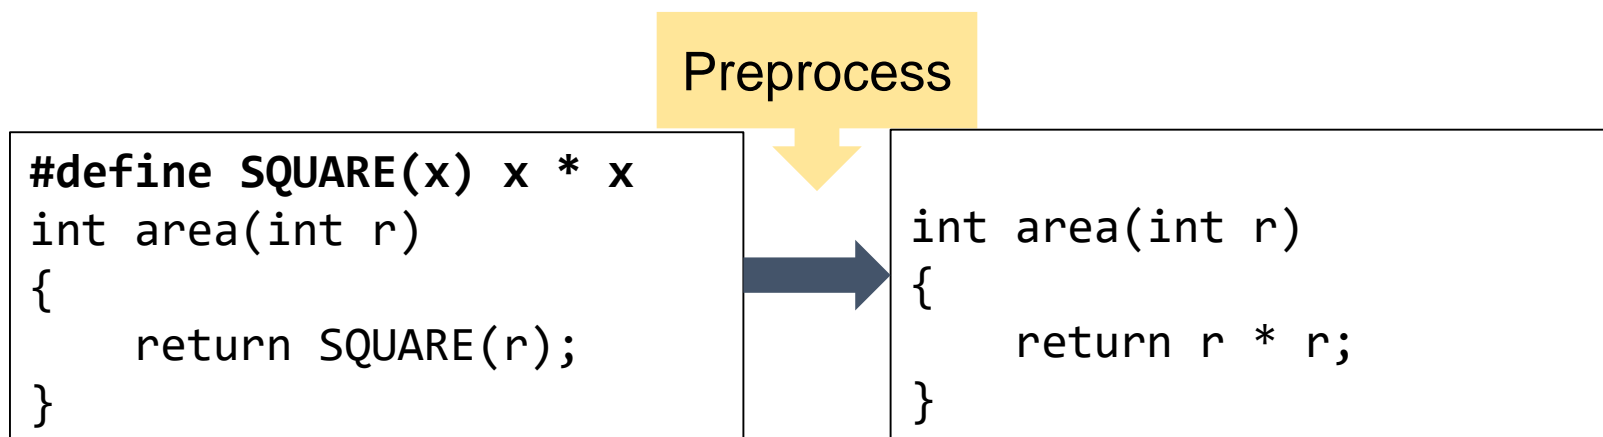 Preprocess
#define SQUARE(x) x * x
int area(int r)
{
    return SQUARE(r);
}
int area(int r)
{
    return r * r;
}